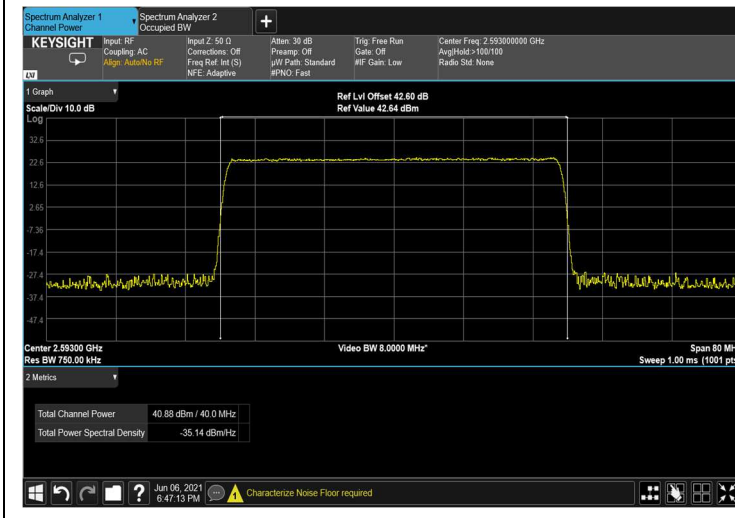 Spectrum Analyzer 1
Channel Power
Spectrum Analyzer 2
Occupied BW
KEYSIGHT
LXI
Input: RF
Coupling: AC
Align: Auto/No RF
Input Z: 50 Ω
Corrections: Off
Freq Ref: Int (S)
NFE: Adaptive
Atten: 30 dB
Preamp: Off
µW Path: Standard
#PNO: Fast
Trig: Free Run
Gate: Off
#IF Gain: Low
Center Freq: 2.593000000 GHz
Avg|Hold:>100/100
Radio Std: None
1 Graph
Scale/Div 10.0 dB
Ref Lvl Offset 42.60 dB
Ref Value 42.64 dBm
Log
32.6
22.6
12.6
2.65
-7.36
-17.4
-27.4
-37.4
-47.4
Center 2.59300 GHz
Res BW 750.00 kHz
Video BW 8.0000 MHz*
Span 80 MH
Sweep 1.00 ms (1001 pts
2 Metrics
Total Channel Power 40.88 dBm / 40.0 MHz
Total Power Spectral Density -35.14 dBm/Hz
?
Jun 06, 2021
6:47:13 PM
1
Characterize Noise Floor required